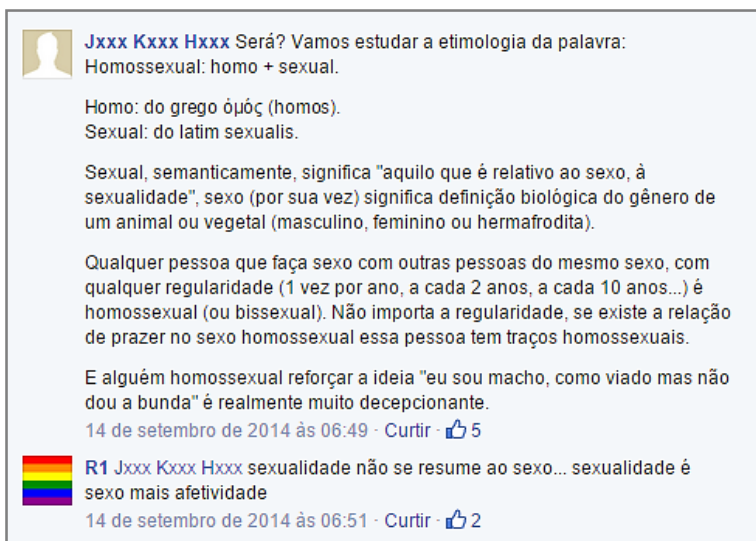 Jxxx Kxxx Hxxx Será? Vamos estudar a etimologia da palavra:
Homossexual: homo + sexual.
Homo: do grego ὁμός (homos).
Sexual: do latim sexualis.
Sexual, semanticamente, significa "aquilo que é relativo ao sexo, à
sexualidade", sexo (por sua vez) significa definição biológica do gênero de
um animal ou vegetal (masculino, feminino ou hermafrodita).
Qualquer pessoa que faça sexo com outras pessoas do mesmo sexo, com
qualquer regularidade (1 vez por ano, a cada 2 anos, a cada 10 anos...) é
homossexual (ou bissexual). Não importa a regularidade, se existe a relação
de prazer no sexo homossexual essa pessoa tem traços homossexuais.
E alguém homossexual reforçar a ideia "eu sou macho, como viado mas não
dou a bunda" é realmente muito decepcionante.
14 de setembro de 2014 às 06:49 · Curtir · 5
R1 Jxxx Kxxx Hxxx sexualidade não se resume ao sexo... sexualidade é
sexo mais afetividade
14 de setembro de 2014 às 06:51 · Curtir · 2